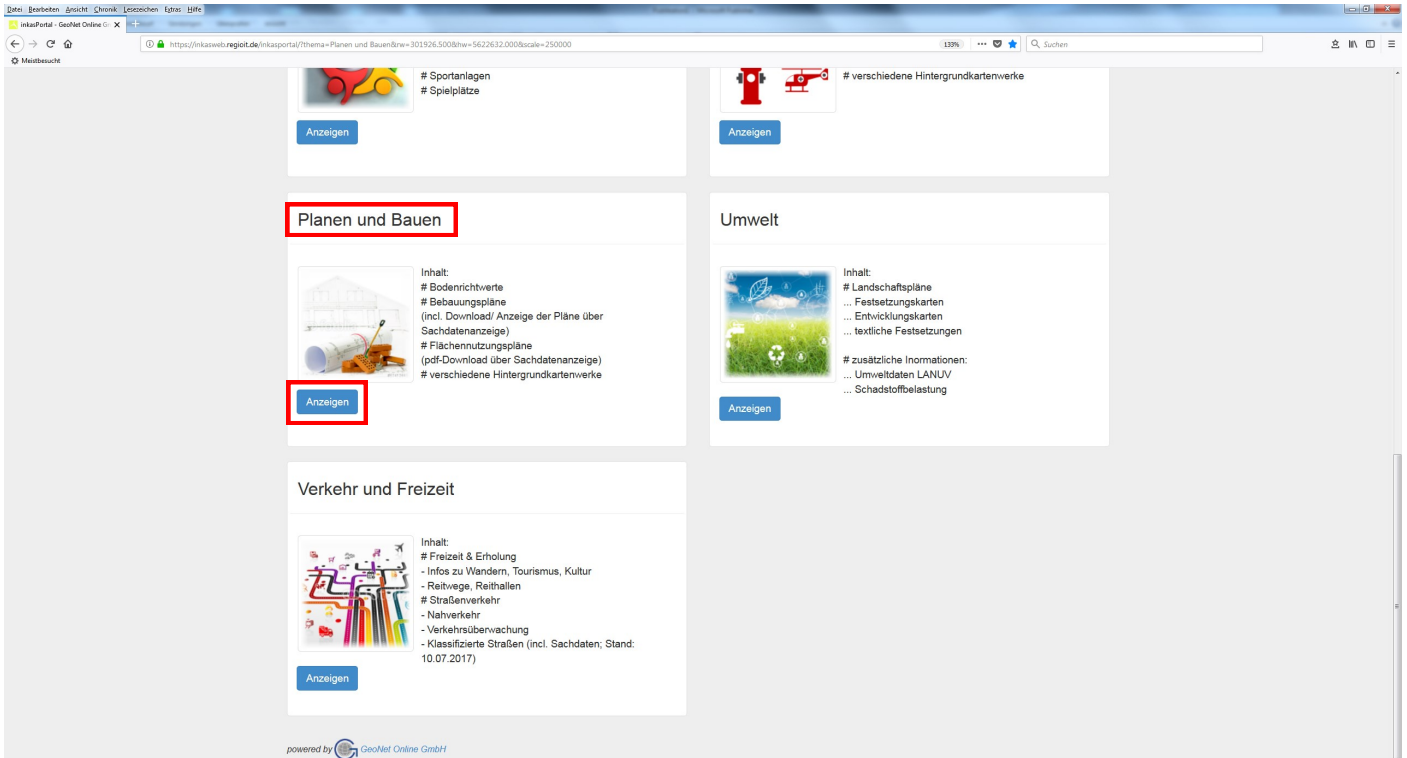 Datei Bearbeiten Ansicht Chronik Lesezeichen Extras Hilfe
inkasPortal - GeoNet Online G
https://inkasweb.regioit.de/inkasportal/?thema=Planen und Bauen&rw=301926.500&hw=5622632.000&scale=250000
133%
Suchen
Meistbesucht
# Sportanlagen
# Spielplätze
Anzeigen
# verschiedene Hintergrundkartenwerke
Anzeigen
Planen und Bauen
Inhalt:
# Bodenrichtwerte
# Bebauungspläne
(incl. Download/ Anzeige der Pläne über
Sachdatenanzeige)
# Flächennutzungspläne
(pdf-Download über Sachdatenanzeige)
# verschiedene Hintergrundkartenwerke
Anzeigen
Umwelt
Inhalt:
# Landschaftspläne
... Festsetzungskarten
... Entwicklungskarten
... textliche Festsetzungen
# zusätzliche Inormationen:
... Umweltdaten LANUV
... Schadstoffbelastung
Anzeigen
Verkehr und Freizeit
Inhalt:
# Freizeit & Erholung
- Infos zu Wandern, Tourismus, Kultur
- Reitwege, Reithallen
# Straßenverkehr
- Nahverkehr
- Verkehrsüberwachung
- Klassifizierte Straßen (incl. Sachdaten; Stand:
10.07.2017)
Anzeigen
powered by GeoNet Online GmbH